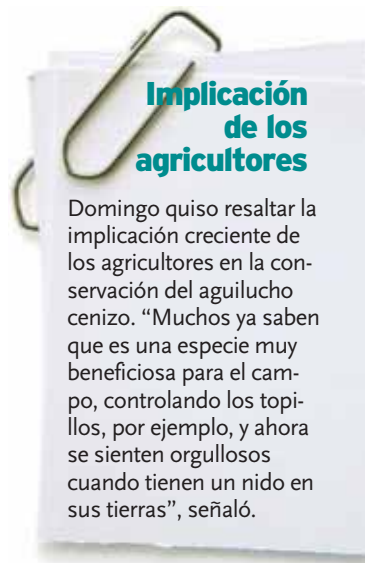 Implicación
de los
agricultores
Domingo quiso resaltar la
implicación creciente de
los agricultores en la con-
servación del aguilucho
cenizo. “Muchos ya saben
que es una especie muy
beneficiosa para el cam-
po, controlando los topi-
llos, por ejemplo, y ahora
se sienten orgullosos
cuando tienen un nido en
sus tierras”, señaló.